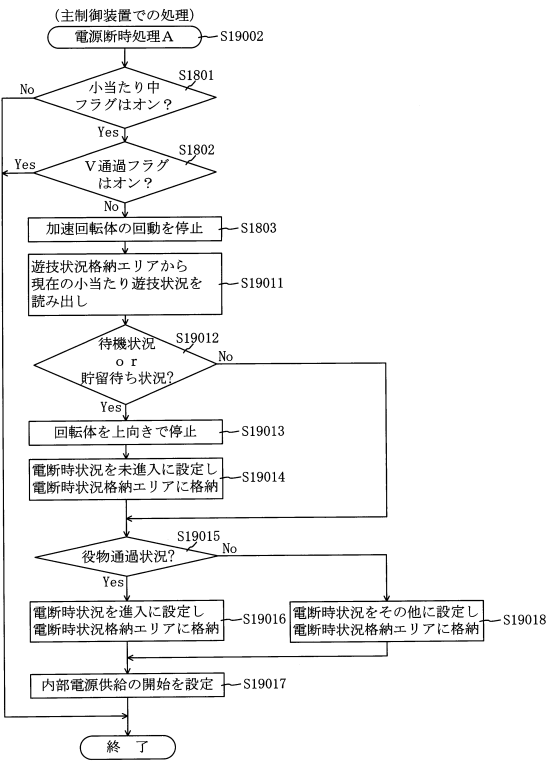 (主制御装置での処理)
電源断時処理A
S19002
S1801
小当たり中
フラグはオン?
No
Yes
S1802
V通過フラグ
はオン?
Yes
No
加速回転体の回動を停止
S1803
遊技状況格納エリアから
現在の小当たり遊技状況を
読み出し
S19011
S19012
待機状況
or
貯留待ち状況?
No
Yes
回転体を上向きで停止
S19013
電断時状況を未進入に設定し
電断時状況格納エリアに格納
S19014
S19015
役物通過状況?
No
Yes
電断時状況を進入に設定し
電断時状況格納エリアに格納
S19016
電断時状況をその他に設定し
電断時状況格納エリアに格納
S19018
内部電源供給の開始を設定
S19017
終 了